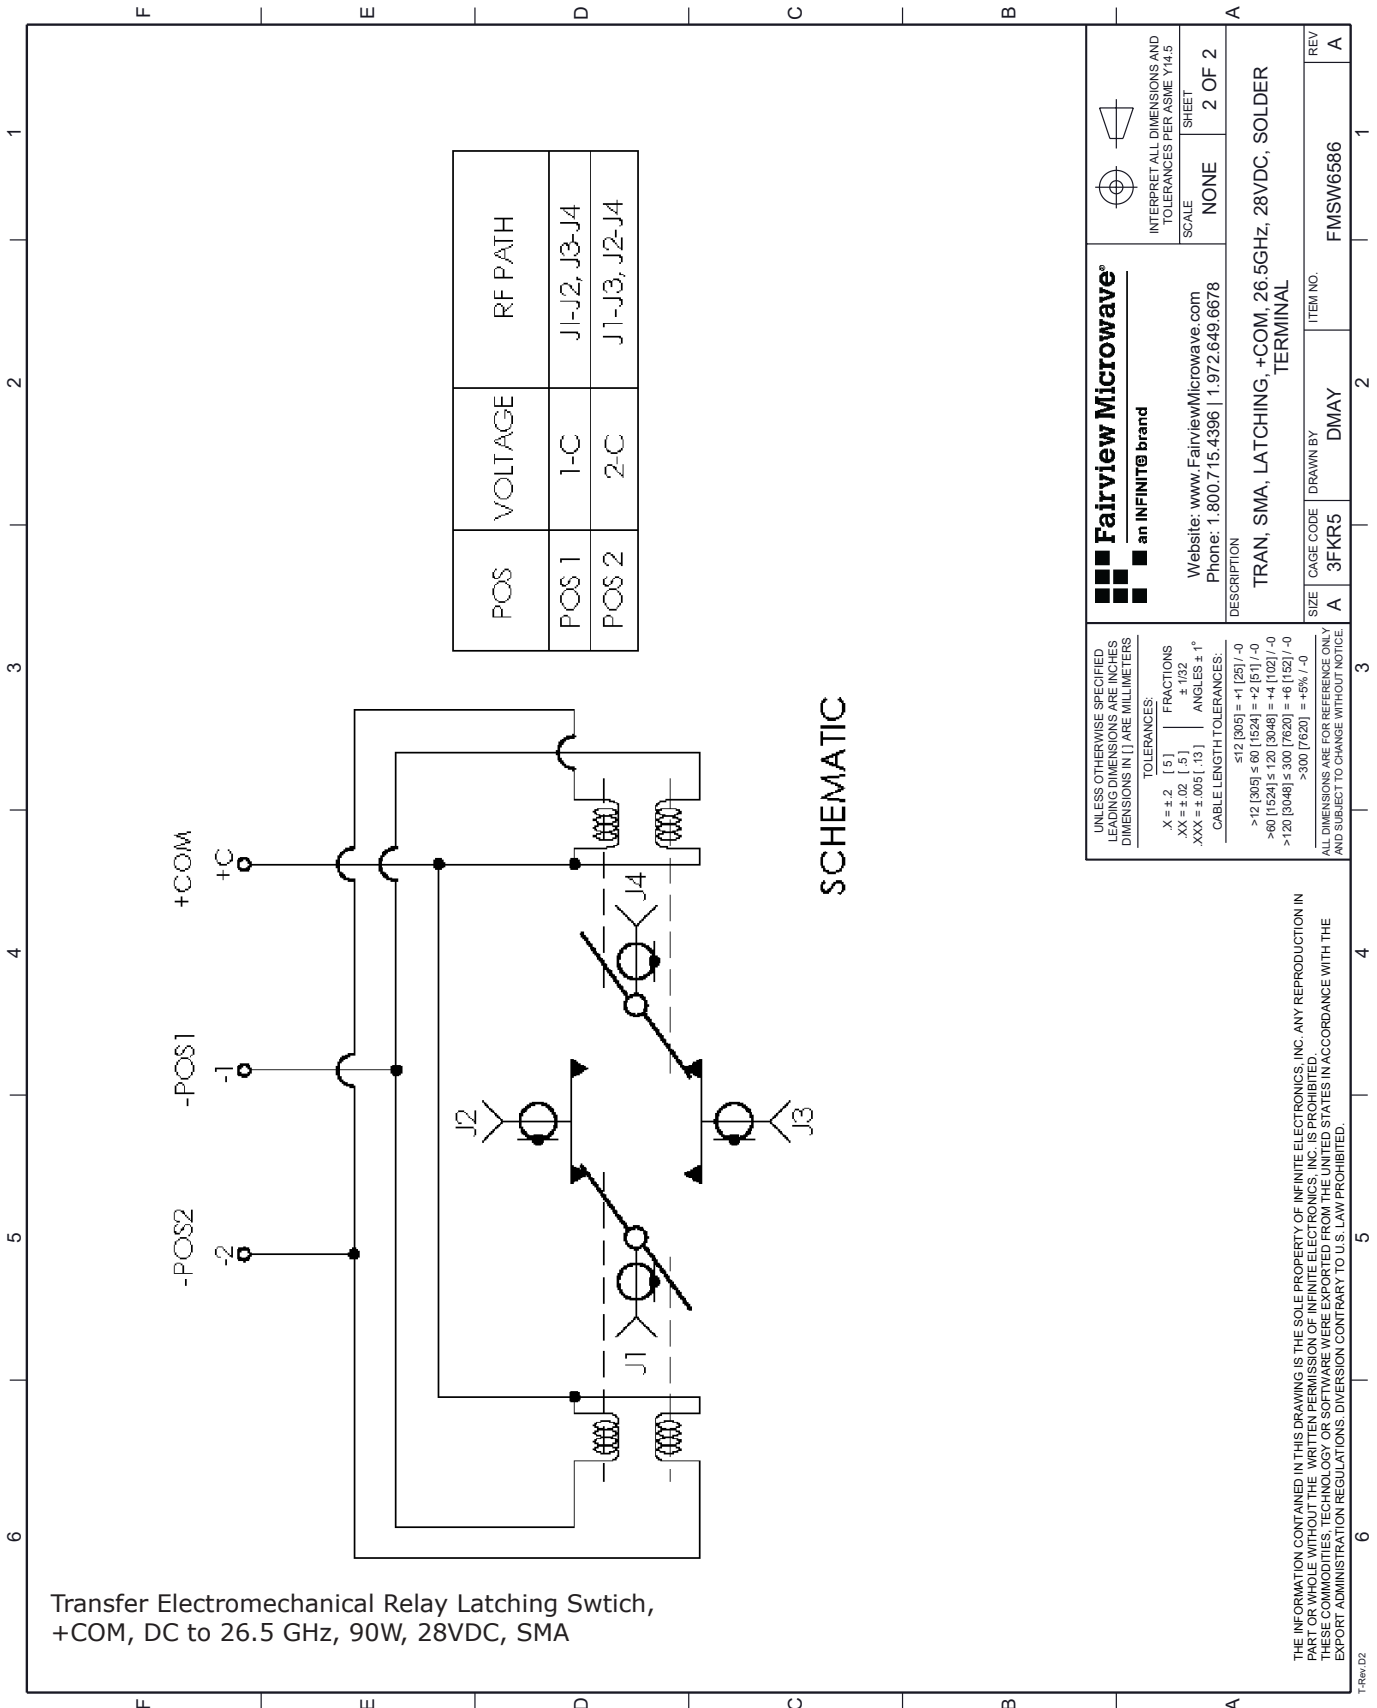 6
5
4
3
2
1
F
E
D
C
B
A
-POS2
-2
-POS1
-1
+COM
+C
J1
J2
J3
J4
SCHEMATIC
POS VOLTAGE RF PATH
POS 1 1-C J1-J2, J3-J4
POS 2 2-C J1-J3, J2-J4
Transfer Electromechanical Relay Latching Swtich,
+COM, DC to 26.5 GHz, 90W, 28VDC, SMA
THE INFORMATION CONTAINED IN THIS DRAWING IS THE SOLE PROPERTY OF INFINITE ELECTRONICS, INC. ANY REPRODUCTION IN
PART OR WHOLE WITHOUT THE WRITTEN PERMISSION OF INFINITE ELECTRONICS, INC. IS PROHIBITED.
THESE COMMODITIES, TECHNOLOGY OR SOFTWARE WERE EXPORTED FROM THE UNITED STATES IN ACCORDANCE WITH THE
EXPORT ADMINISTRATION REGULATIONS. DIVERSION CONTRARY TO U.S. LAW PROHIBITED.
UNLESS OTHERWISE SPECIFIED
LEADING DIMENSIONS ARE INCHES
DIMENSIONS IN [ ] ARE MILLIMETERS
TOLERANCES:
.X = ± .2 [ 5 ] FRACTIONS
.XX = ± .02 [ .5 ] ± 1/32
.XXX = ± .005 [ .13 ] ANGLES ± 1°
CABLE LENGTH TOLERANCES:
≤12 [305] = +1 [25] / -0
>12 [305] ≤ 60 [1524] = +2 [51] / -0
>60 [1524] ≤ 120 [3048] = +4 [102] / -0
>120 [3048] ≤ 300 [7620] = +6 [152] / -0
>300 [7620] = +5% / -0
ALL DIMENSIONS ARE FOR REFERENCE ONLY
AND SUBJECT TO CHANGE WITHOUT NOTICE.
Fairview Microwave®
an INFINIT® brand
Website: www.FairviewMicrowave.com
Phone: 1.800.715.4396 | 1.972.649.6678
INTERPRET ALL DIMENSIONS AND
TOLERANCES PER ASME Y14.5
SCALE NONE
SHEET 2 OF 2
DESCRIPTION
TRAN, SMA, LATCHING, +COM, 26.5GHz, 28VDC, SOLDER
TERMINAL
SIZE A
CAGE CODE 3FKR5
DRAWN BY DMAY
ITEM NO. FMSW6586
REV A
6
5
4
3
2
1
F
E
D
C
B
A
T-Rev.D2